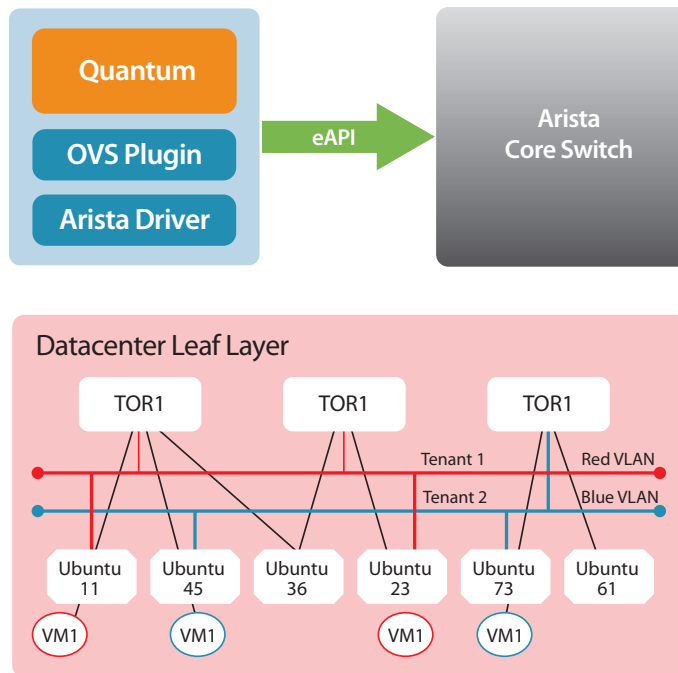 Quantum
OVS Plugin
Arista Driver
eAPI
Arista
Core Switch
Datacenter Leaf Layer
TOR1
TOR1
TOR1
Tenant 1
Red VLAN
Tenant 2
Blue VLAN
Ubuntu
11
Ubuntu
45
Ubuntu
36
Ubuntu
23
Ubuntu
73
Ubuntu
61
VM1
VM1
VM1
VM1